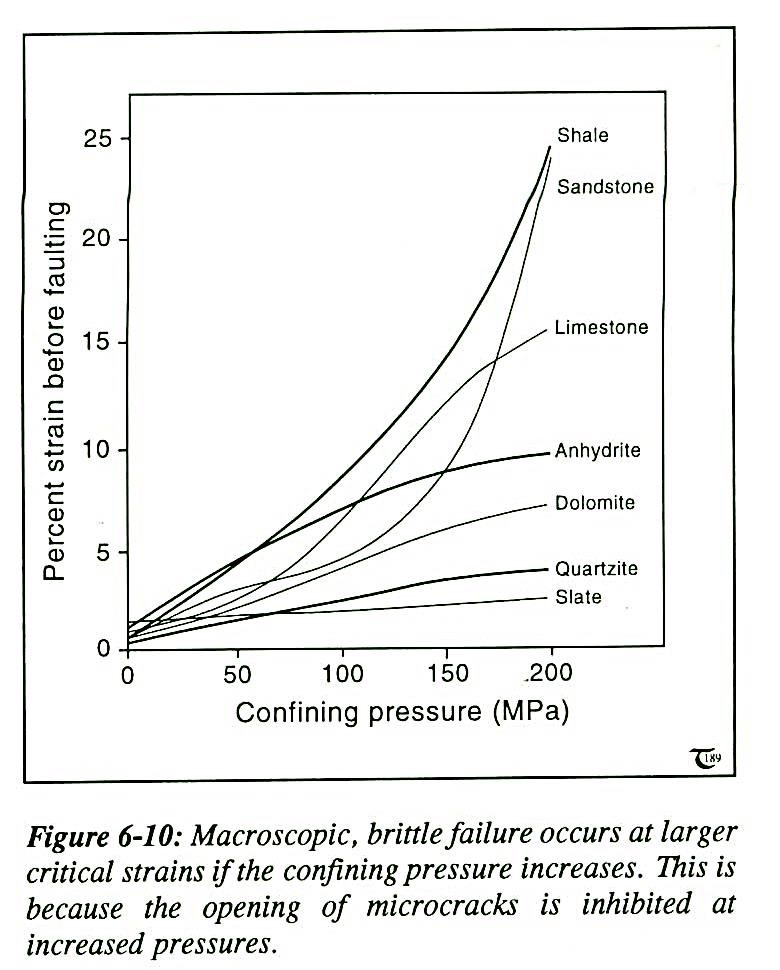 25
20
15
10
5
0
Percent strain before faulting
Shale
Sandstone
Limestone
Anhydrite
Dolomite
Quartzite
Slate
0 50 100 150 200
Confining pressure (MPa)
189
Figure 6-10: Macroscopic, brittle failure occurs at larger
critical strains if the confining pressure increases. This is
because the opening of microcracks is inhibited at
increased pressures.